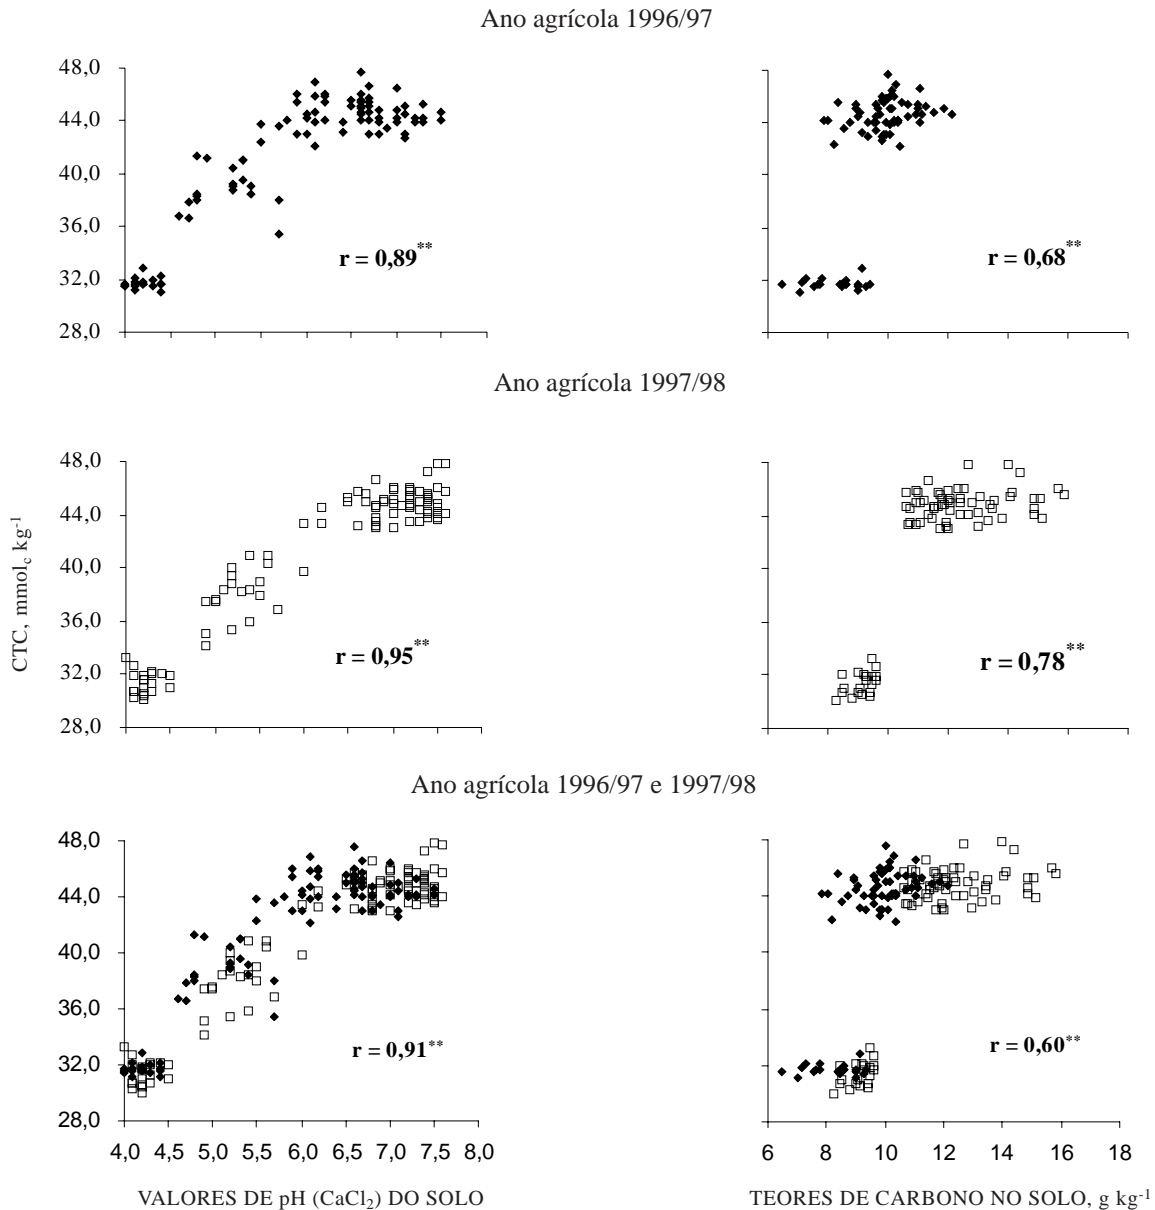 Ano agrícola 1996/97
48,0
44,0
40,0
36,0
32,0
28,0
r = 0,89**
r = 0,68**
Ano agrícola 1997/98
CTC, mmolc kg-1
48,0
44,0
40,0
36,0
32,0
28,0
r = 0,95**
r = 0,78**
Ano agrícola 1996/97 e 1997/98
48,0
44,0
40,0
36,0
32,0
28,0
r = 0,91**
r = 0,60**
4,0 4,5 5,0 5,5 6,0 6,5 7,0 7,5 8,0
6 8 10 12 14 16 18
VALORES DE pH (CaCl2) DO SOLO
TEORES DE CARBONO NO SOLO, g kg-1